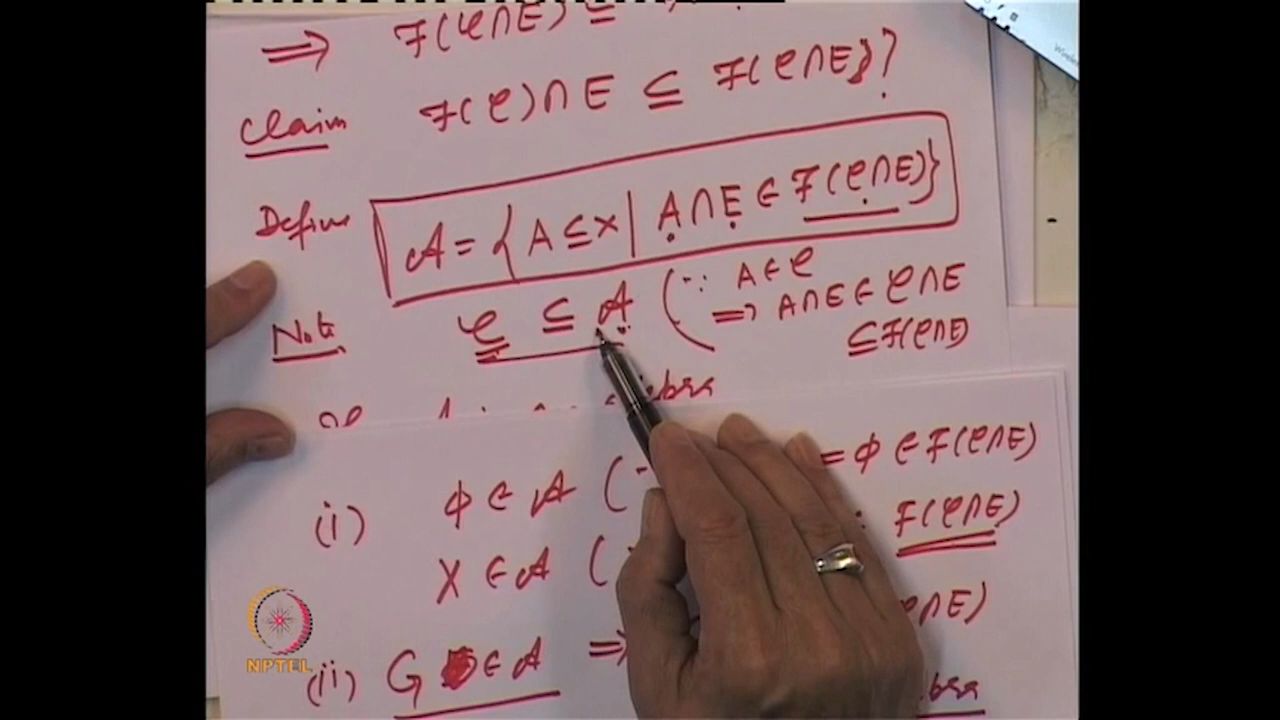 ⇒ F(C∩E) ⊆
Claim F(C)∩E ⊆ F(C∩E)?
Define A = { A ⊆ X | A∩E ∈ F(C∩E)}
Note C ⊆ A (∵ A ∈ C
⇒ A∩E ∈ C∩E
⊆ F(C∩E)
(i) ϕ ∈ A ( = ϕ ∈ F(C∩E)
X ∈ A ( F(C∩E)
(ii) G ∈ A ⇒ ∩E)
NPTEL